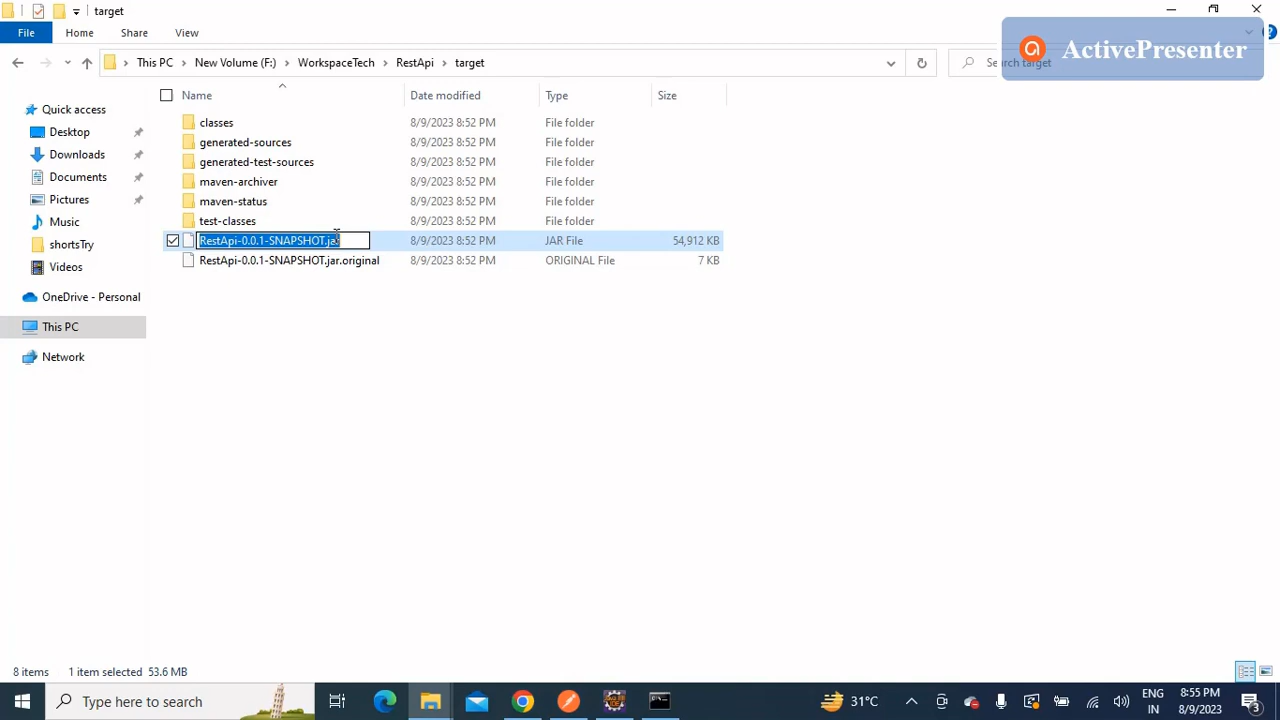 target
File Home Share View
ActivePresenter
This PC New Volume (F:) WorkspaceTech RestApi target
Search target
Name Date modified Type Size
Quick access
Desktop
Downloads
Documents
Pictures
Music
shortsTry
Videos
OneDrive - Personal
This PC
Network
classes 8/9/2023 8:52 PM File folder
generated-sources 8/9/2023 8:52 PM File folder
generated-test-sources 8/9/2023 8:52 PM File folder
maven-archiver 8/9/2023 8:52 PM File folder
maven-status 8/9/2023 8:52 PM File folder
test-classes 8/9/2023 8:52 PM File folder
RestApi-0.0.1-SNAPSHOT.jar 8/9/2023 8:52 PM JAR File 54,912 KB
RestApi-0.0.1-SNAPSHOT.jar.original 8/9/2023 8:52 PM ORIGINAL File 7 KB
8 items 1 item selected 53.6 MB
Type here to search
31°C
ENG
IN
8:55 PM
8/9/2023
3